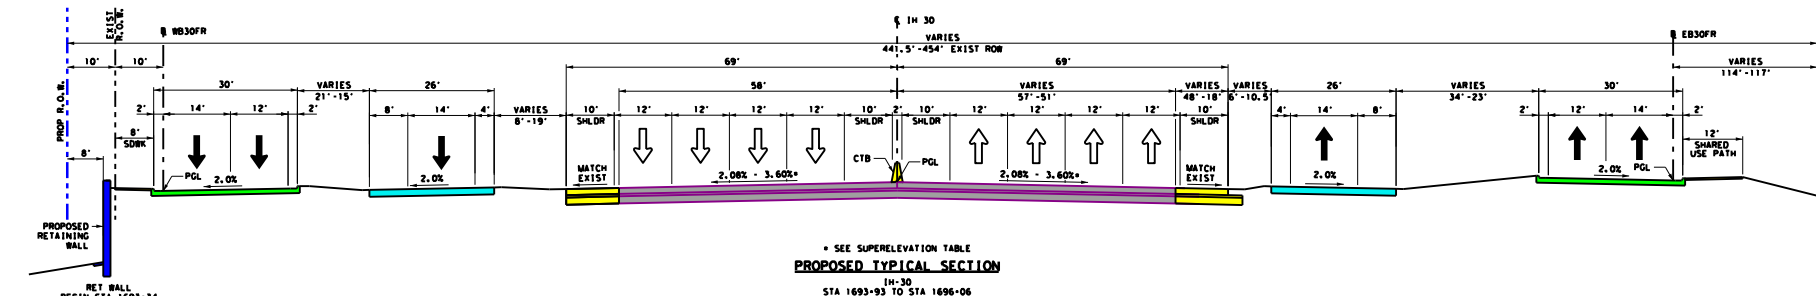 EXIST
R.O.W.
WB30FR
IH 30
EB30FR
VARIES
441.5'-454' EXIST ROW
VARIES
114'-117'
10'
10'
69'
69'
PROP R.O.W.
30'
VARIES
21'-15'
26'
58'
VARIES
57'-51'
VARIES
48'-18'
VARIES
6'-10.5'
26'
VARIES
34'-23'
30'
2'
14'
12'
2'
8'
14'
4'
VARIES
8'-19'
10'
SHLDR
12'
12'
12'
12'
10'
SHLDR
2'
10'
SHLDR
12'
12'
12'
12'
10'
SHLDR
4'
14'
8'
2'
12'
14'
2'
8'
SDWK
8'
12'
SHARED
USE PATH
PGL
2.0%
2.0%
MATCH
EXIST
2.08% - 3.60%*
CTB
PGL
2.08% - 3.60%*
MATCH
EXIST
2.0%
2.0%
PGL
PROPOSED
RETAINING
WALL
RET WALL
* SEE SUPERELEVATION TABLE
PROPOSED TYPICAL SECTION
IH-30
STA 1693+93 TO STA 1696+06